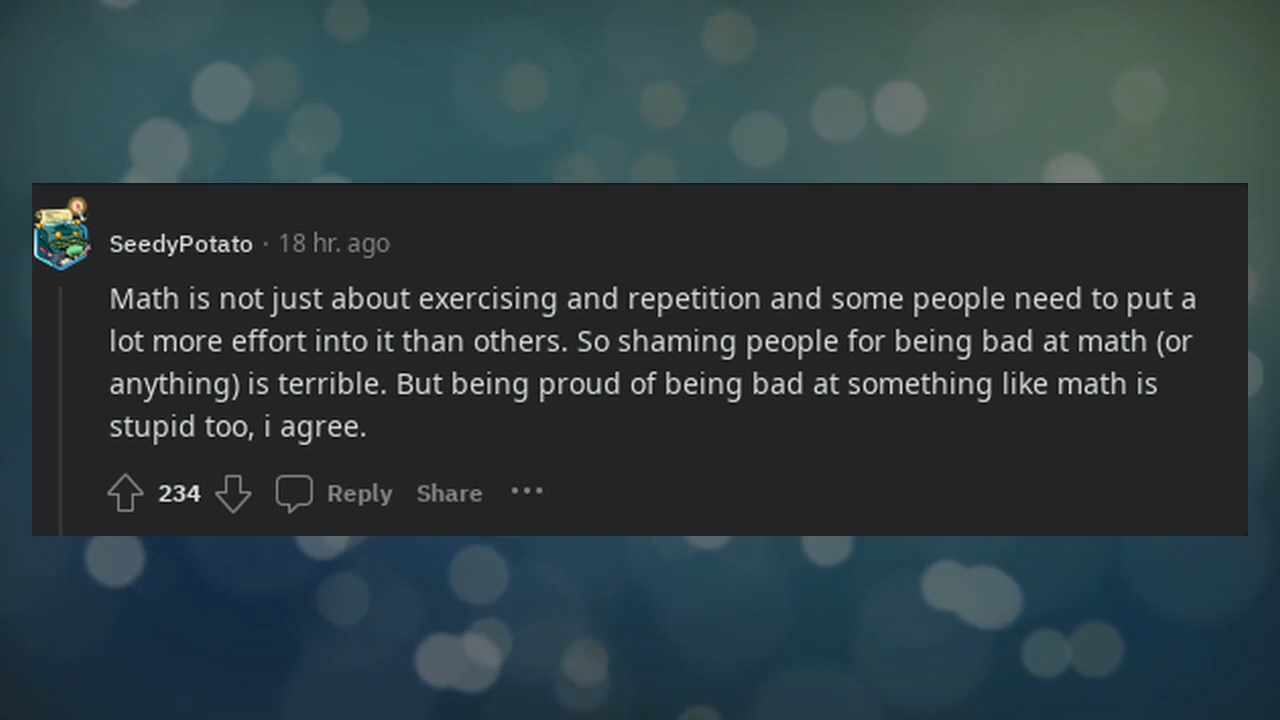 SeedyPotato · 18 hr. ago
Math is not just about exercising and repetition and some people need to put a
lot more effort into it than others. So shaming people for being bad at math (or
anything) is terrible. But being proud of being bad at something like math is
stupid too, i agree.
234 Reply Share ···